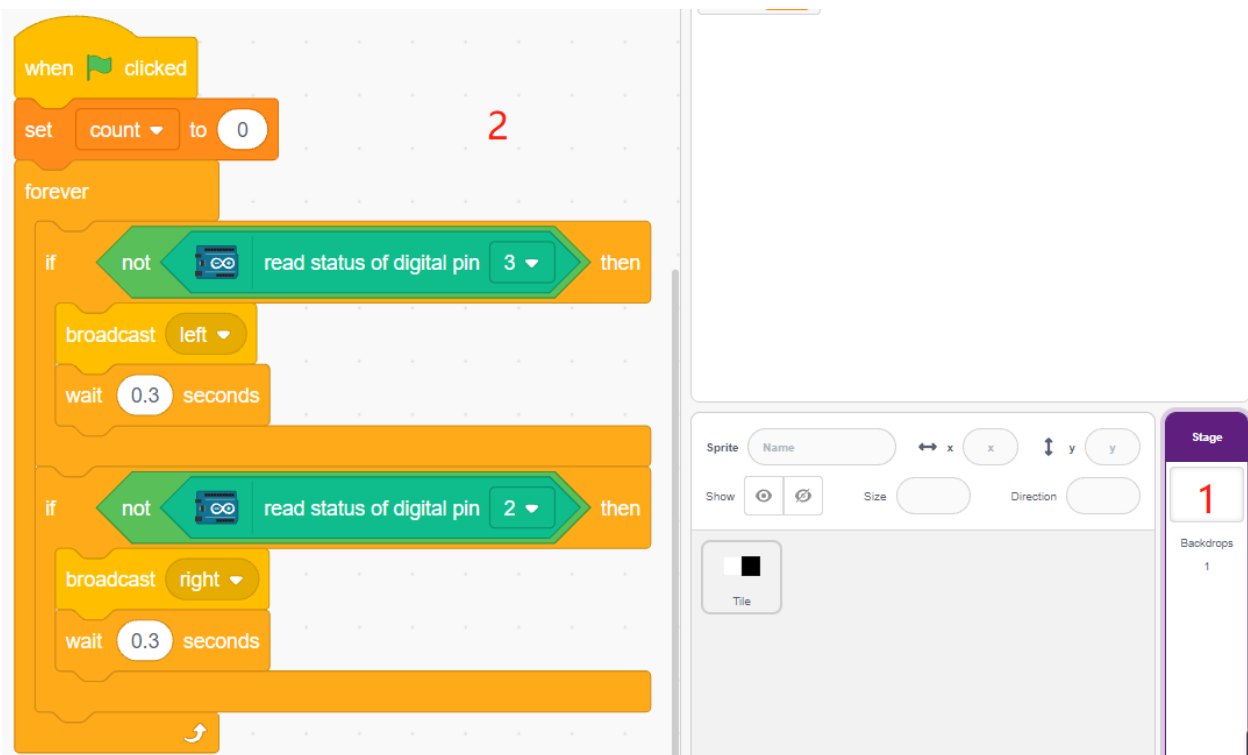 when clicked
set count to 0
2
forever
if not read status of digital pin 3 then
broadcast left
wait 0.3 seconds
if not read status of digital pin 2 then
broadcast right
wait 0.3 seconds
Sprite Name x x y y
Show Size Direction
Tile
Stage
1
Backdrops
1